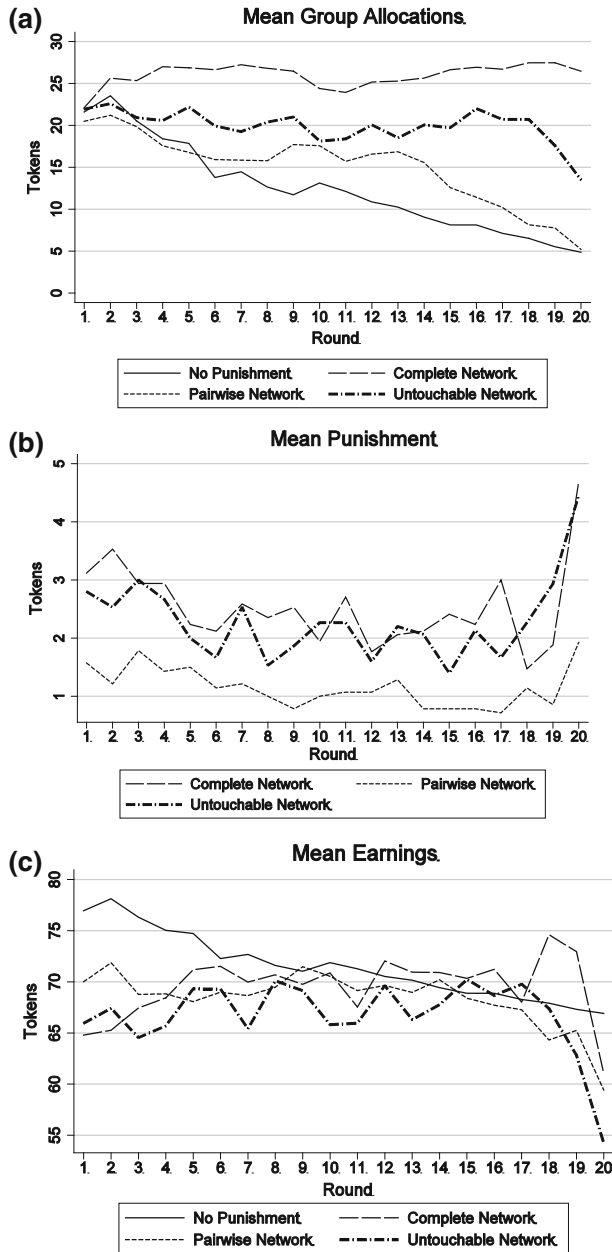 (a)
Mean Group Allocations.
30
25
20
15
10
5
0
Tokens
1. 2. 3. 4. 5. 6. 7. 8. 9. 10. 11. 12. 13. 14. 15. 16. 17. 18. 19. 20.
Round.
No Punishment. Complete Network.
Pairwise Network. Untouchable Network.
(b)
Mean Punishment.
5
4
3
2
1
Tokens
1. 2. 3. 4. 5. 6. 7. 8. 9. 10. 11. 12. 13. 14. 15. 16. 17. 18. 19. 20.
Round.
Complete Network. Pairwise Network.
Untouchable Network.
(c)
Mean Earnings.
80
75
70
65
60
55
Tokens
1. 2. 3. 4. 5. 6. 7. 8. 9. 10. 11. 12. 13. 14. 15. 16. 17. 18. 19. 20
Round.
No Punishment. Complete Network.
Pairwise Network. Untouchable Network.